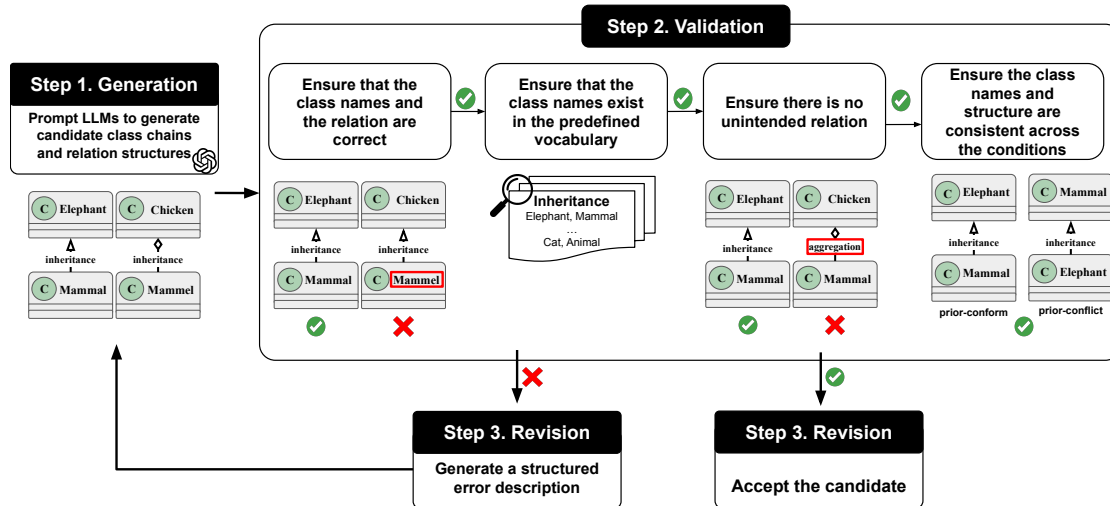 Step 2. Validation
Step 1. Generation
Prompt LLMs to generate
candidate class chains
and relation structures
Ensure that the
class names and
the relation are
correct
Ensure that the
class names exist
in the predefined
vocabulary
Ensure there is no
unintended relation
Ensure the class
names and
structure are
consistent across
the conditions
C Elephant
C Chicken
inheritance
inheritance
C Mammal
C Mammel
C Elephant
C Chicken
inheritance
inheritance
C Mammal
C Mammel
Inheritance
Elephant, Mammal
...
Cat, Animal
C Elephant
C Chicken
inheritance
aggregation
C Mammal
C Mammal
C Elephant
C Mammal
inheritance
inheritance
C Mammal
C Elephant
prior-conform
prior-conflict
Step 3. Revision
Generate a structured
error description
Step 3. Revision
Accept the candidate